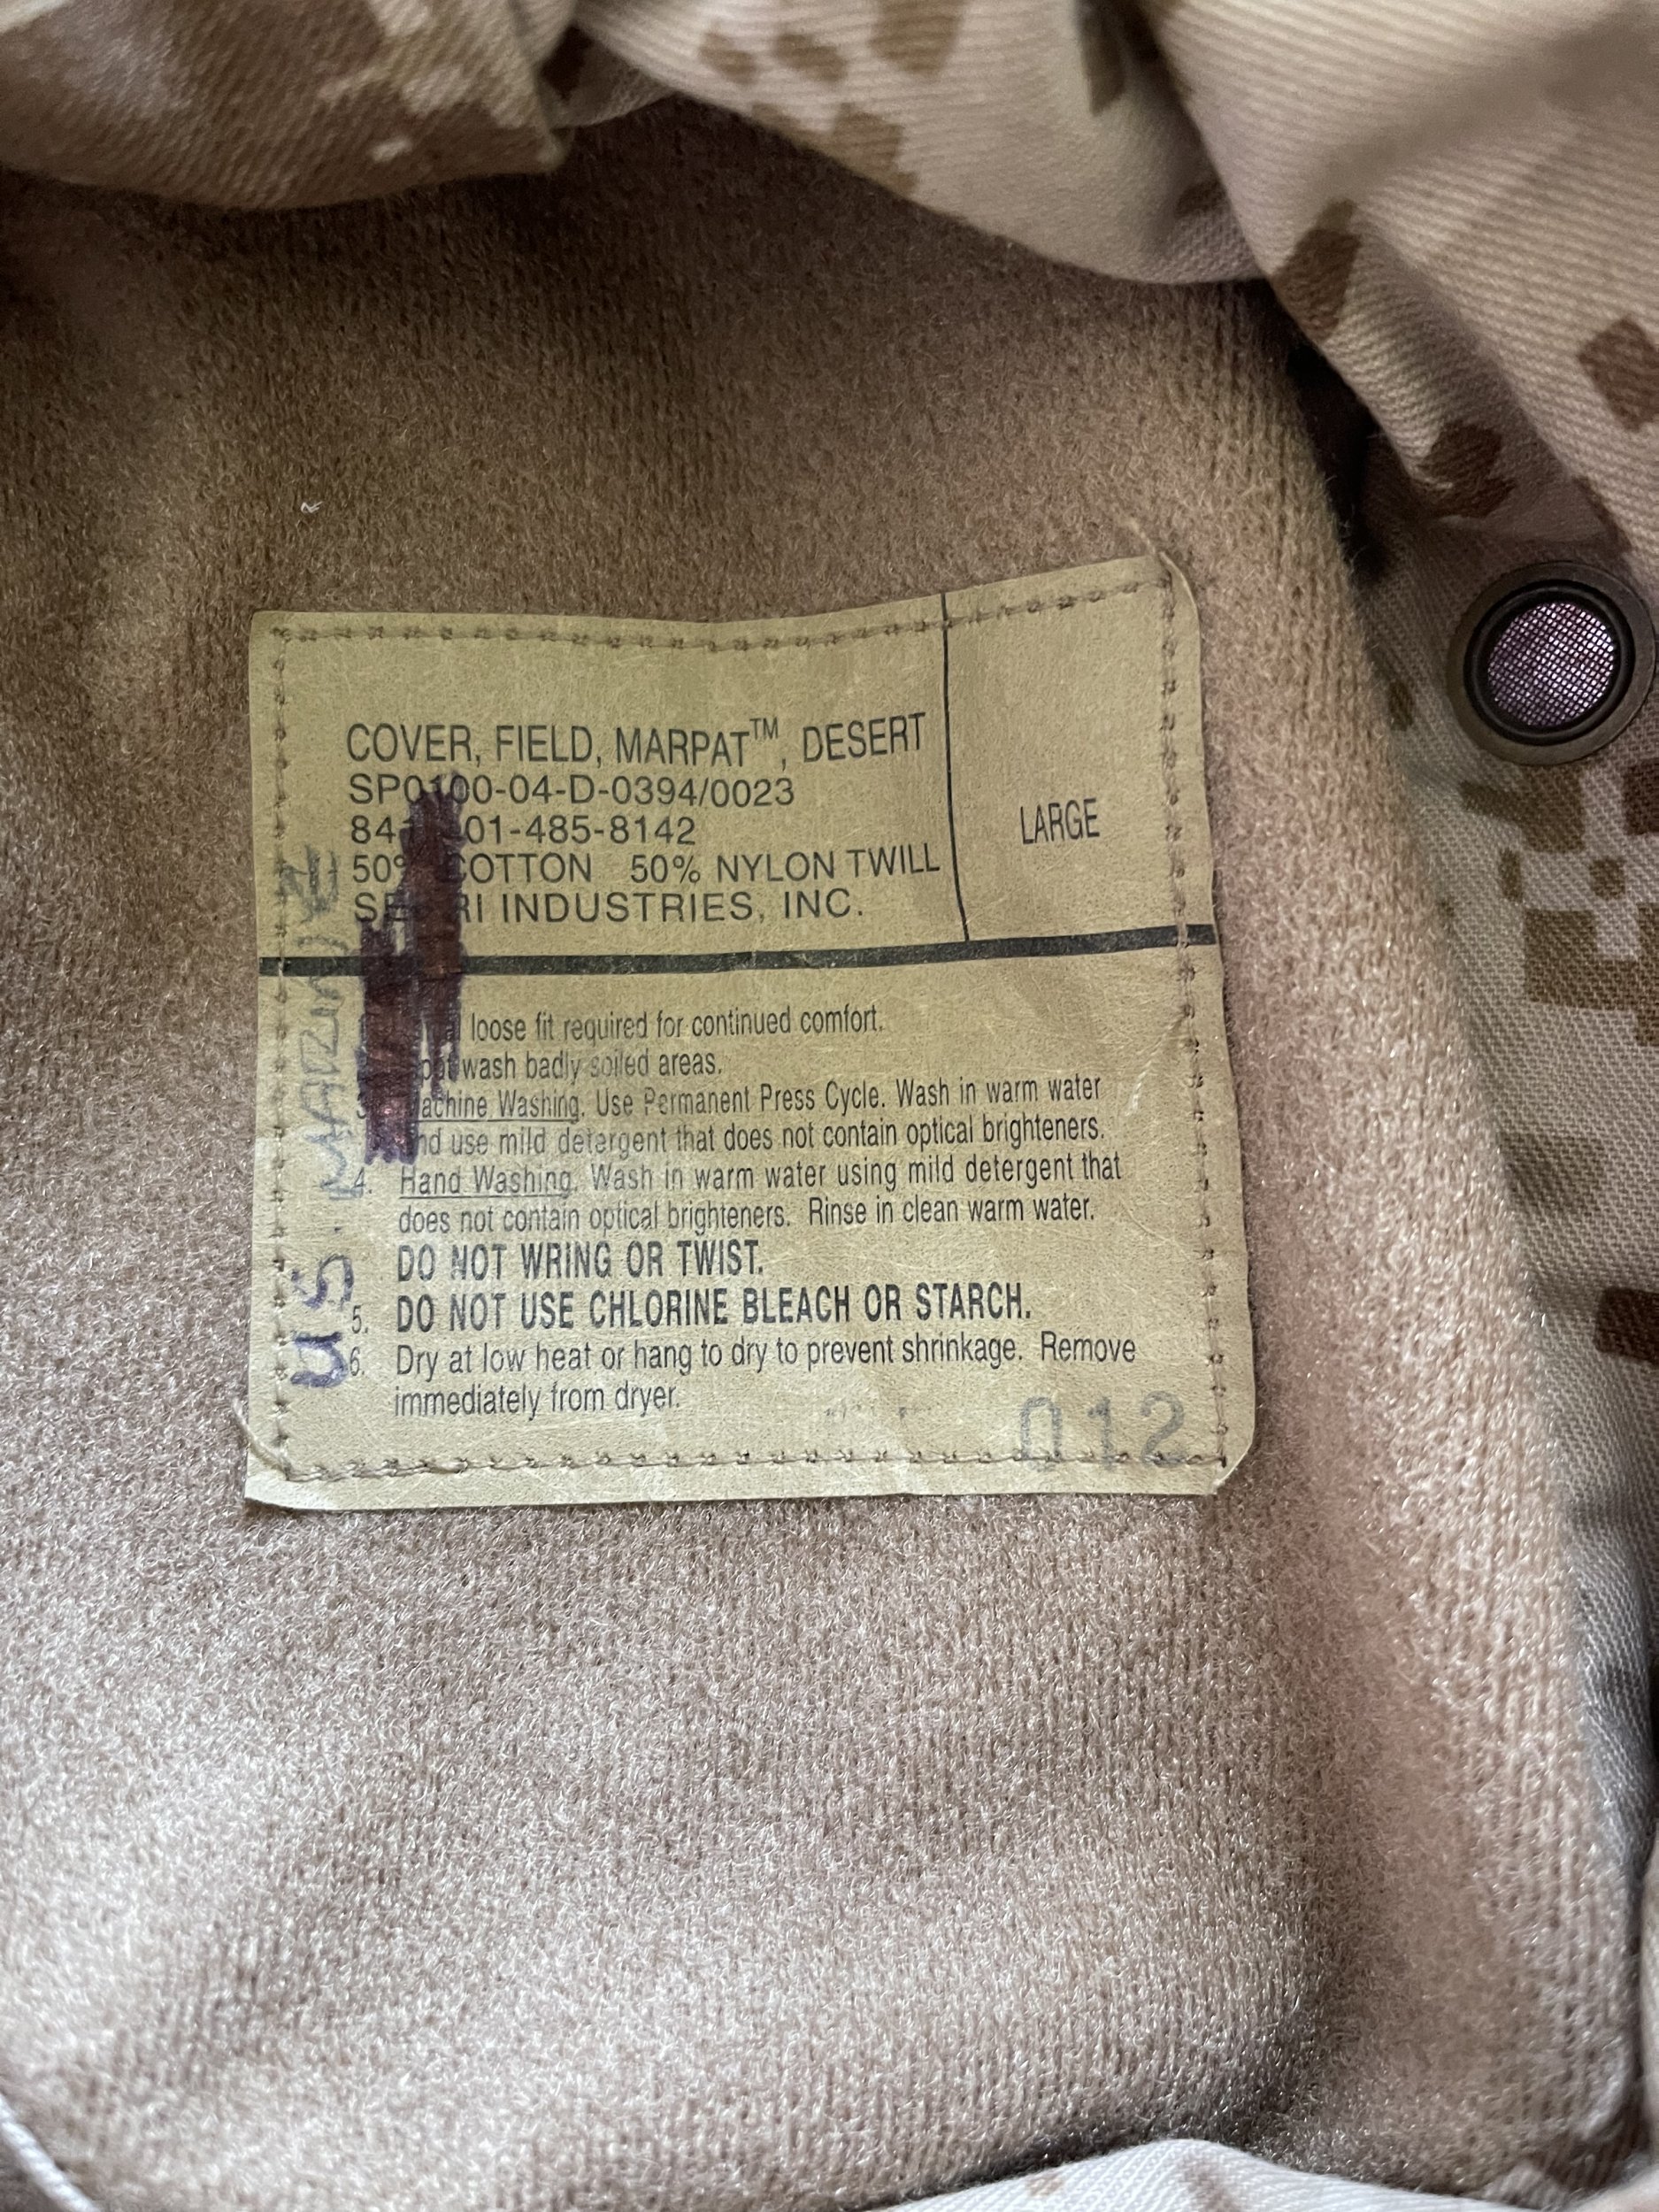 COVER, FIELD, MARPAT™, DESERT
SP0100-04-D-0394/0023
01-485-8142
50% COTTON 50% NYLON TWILL
INDUSTRIES, INC.
LARGE
loose fit required for continued comfort.
wash badly soiled areas.
Machine Washing. Use Permanent Press Cycle. Wash in warm water
and use mild detergent that does not contain optical brighteners.
4. Hand Washing. Wash in warm water using mild detergent that
does not contain optical brighteners. Rinse in clean warm water.
DO NOT WRING OR TWIST.
5. DO NOT USE CHLORINE BLEACH OR STARCH.
6. Dry at low heat or hang to dry to prevent shrinkage. Remove
immediately from dryer.
012
US. MARINE